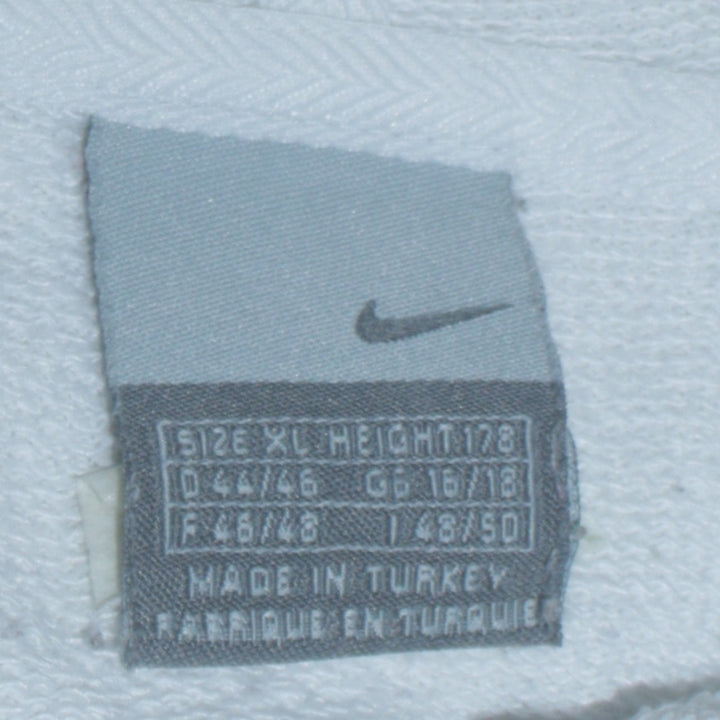 SIZE XL HEIGHT 178
D 44/46 GB 16/18
F 46/48 I 48/50
MADE IN TURKEY
FABRIQUE EN TURQUIE